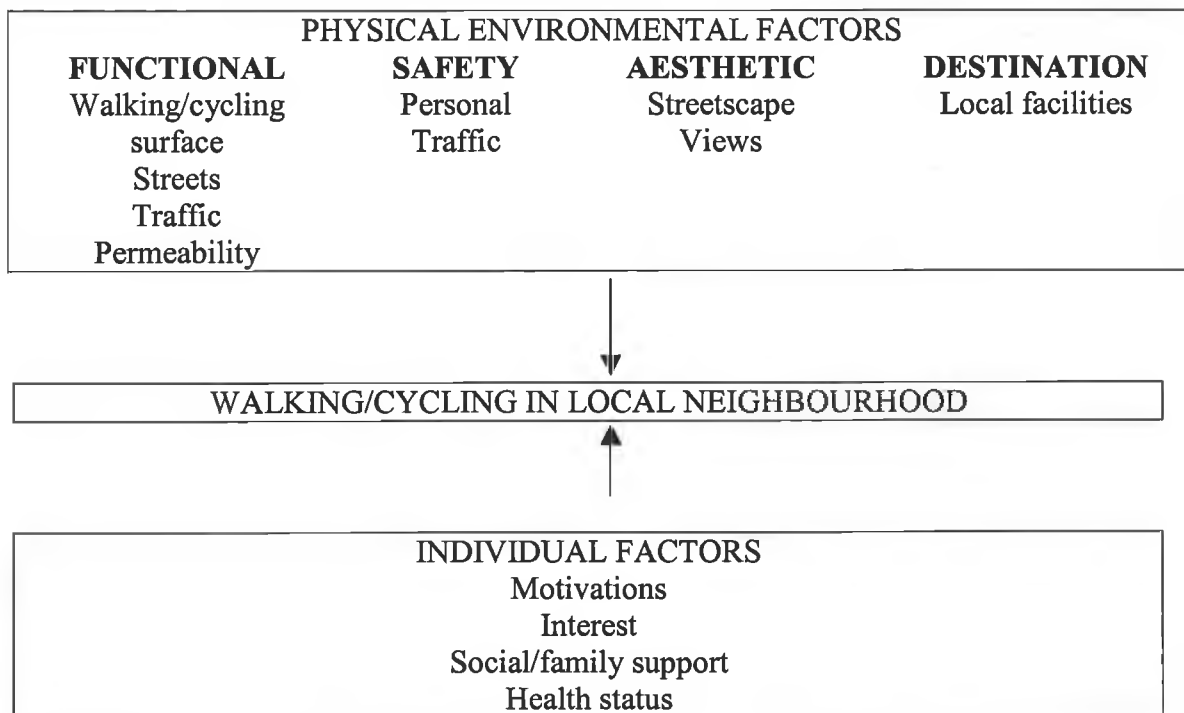 PHYSICAL ENVIRONMENTAL FACTORS
FUNCTIONAL SAFETY AESTHETIC DESTINATION
Walking/cycling Personal Streetscape Local facilities
surface Traffic Views
Streets
Traffic
Permeability
WALKING/CYCLING IN LOCAL NEIGHBOURHOOD
INDIVIDUAL FACTORS
Motivations
Interest
Social/family support
Health status